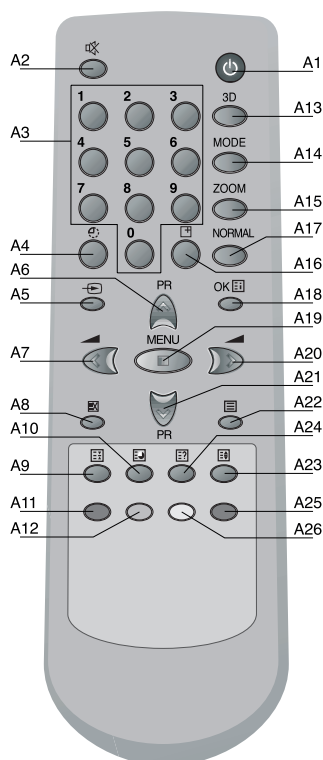 A2 A1
3D
1 2 3 A13
A3 MODE
4 5 6 A14
ZOOM
7 8 9 A15
A17
A4 0 NORMAL
A6 PR A16
A5 OK A18
MENU A19
A7 A20
A21
A8 A22
PR
A10 A24
A9 ? A23
A11 A25
A12 A26